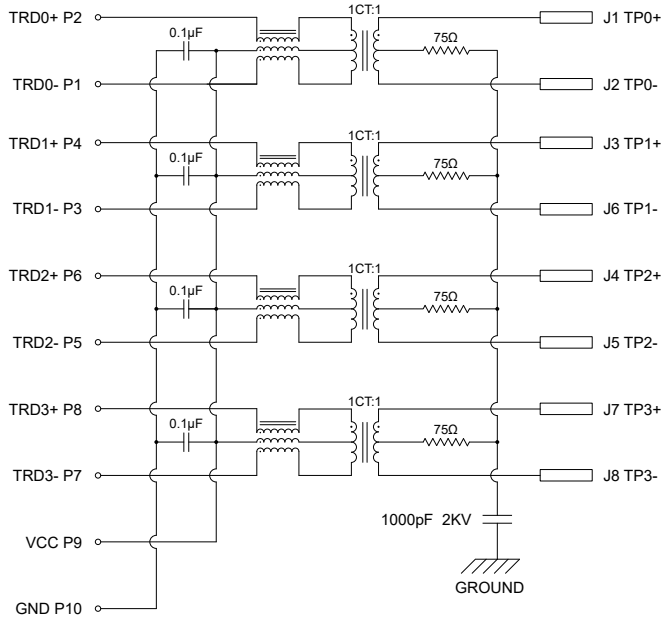 TRD0+ P2
0.1µF
1CT:1
75Ω
J1 TP0+
TRD0- P1
J2 TP0-
TRD1+ P4
0.1µF
1CT:1
75Ω
J3 TP1+
TRD1- P3
J6 TP1-
TRD2+ P6
0.1µF
1CT:1
75Ω
J4 TP2+
TRD2- P5
J5 TP2-
TRD3+ P8
0.1µF
1CT:1
75Ω
J7 TP3+
TRD3- P7
J8 TP3-
1000pF 2KV
VCC P9
GROUND
GND P10